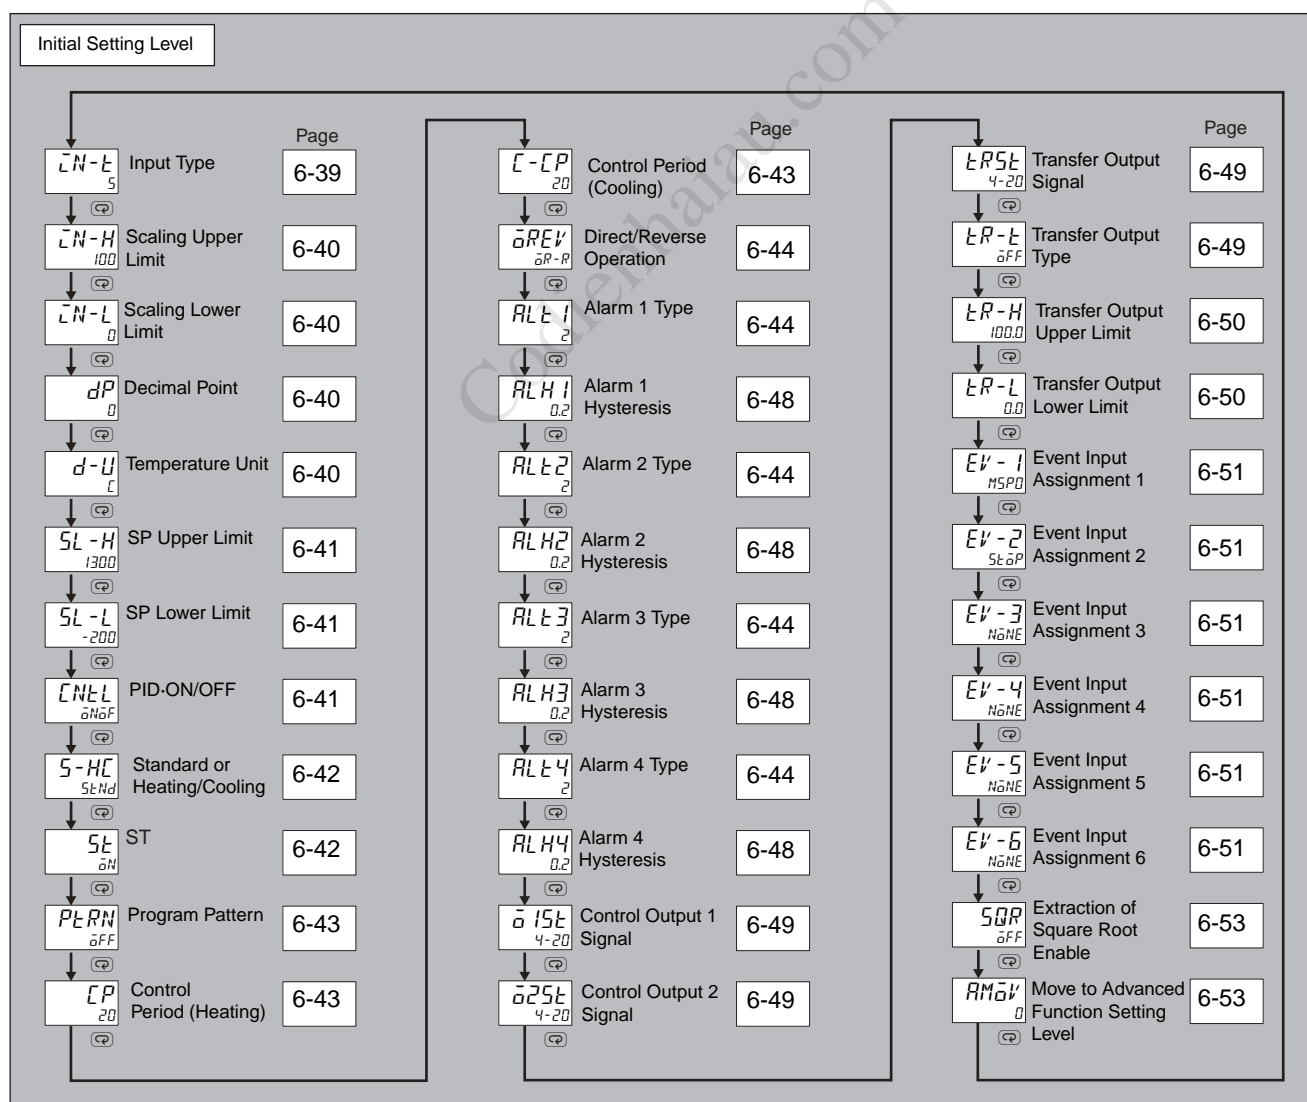 Initial Setting Level
Page
CN-t
5
Input Type
6-39
CN-H
100
Scaling Upper
Limit
6-40
CN-L
0
Scaling Lower
Limit
6-40
dP
0
Decimal Point
6-40
d-U
C
Temperature Unit
6-40
SL-H
1300
SP Upper Limit
6-41
SL-L
-200
SP Lower Limit
6-41
CNtL
oNoF
PID·ON/OFF
6-41
S-HC
StNd
Standard or
Heating/Cooling
6-42
St
oN
ST
6-42
PtRN
oFF
Program Pattern
6-43
CP
20
Control
Period (Heating)
6-43
Page
C-CP
20
Control Period
(Cooling)
6-43
oREV
oR-R
Direct/Reverse
Operation
6-44
ALt1
2
Alarm 1 Type
6-44
ALH1
0.2
Alarm 1
Hysteresis
6-48
ALt2
2
Alarm 2 Type
6-44
ALH2
0.2
Alarm 2
Hysteresis
6-48
ALt3
2
Alarm 3 Type
6-44
ALH3
0.2
Alarm 3
Hysteresis
6-48
ALt4
2
Alarm 4 Type
6-44
ALH4
0.2
Alarm 4
Hysteresis
6-48
o1St
4-20
Control Output 1
Signal
6-49
o2St
4-20
Control Output 2
Signal
6-49
Page
tRSt
4-20
Transfer Output
Signal
6-49
tR-t
oFF
Transfer Output
Type
6-49
tR-H
100.0
Transfer Output
Upper Limit
6-50
tR-L
0.0
Transfer Output
Lower Limit
6-50
EV-1
MSP0
Event Input
Assignment 1
6-51
EV-2
StoP
Event Input
Assignment 2
6-51
EV-3
NoNE
Event Input
Assignment 3
6-51
EV-4
NoNE
Event Input
Assignment 4
6-51
EV-5
NoNE
Event Input
Assignment 5
6-51
EV-6
NoNE
Event Input
Assignment 6
6-51
SQR
oFF
Extraction of
Square Root
Enable
6-53
AMoV
0
Move to Advanced
Function Setting
Level
6-53
Codienhaiau.com